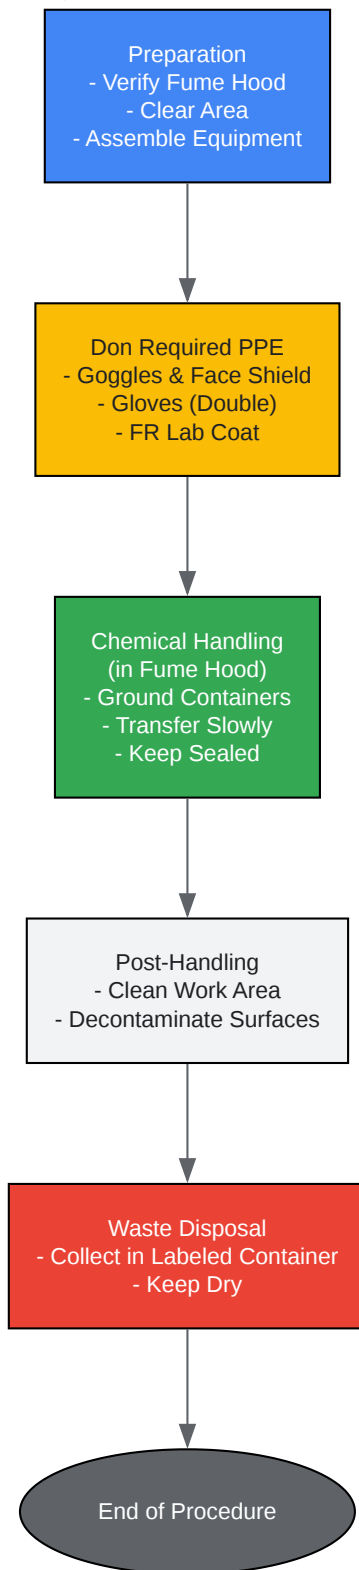 Preparation
- Verify Fume Hood
- Clear Area
- Assemble Equipment
Don Required PPE
- Goggles & Face Shield
- Gloves (Double)
- FR Lab Coat
Chemical Handling
(in Fume Hood)
- Ground Containers
- Transfer Slowly
- Keep Sealed
Post-Handling
- Clean Work Area
- Decontaminate Surfaces
Waste Disposal
- Collect in Labeled Container
- Keep Dry
End of Procedure